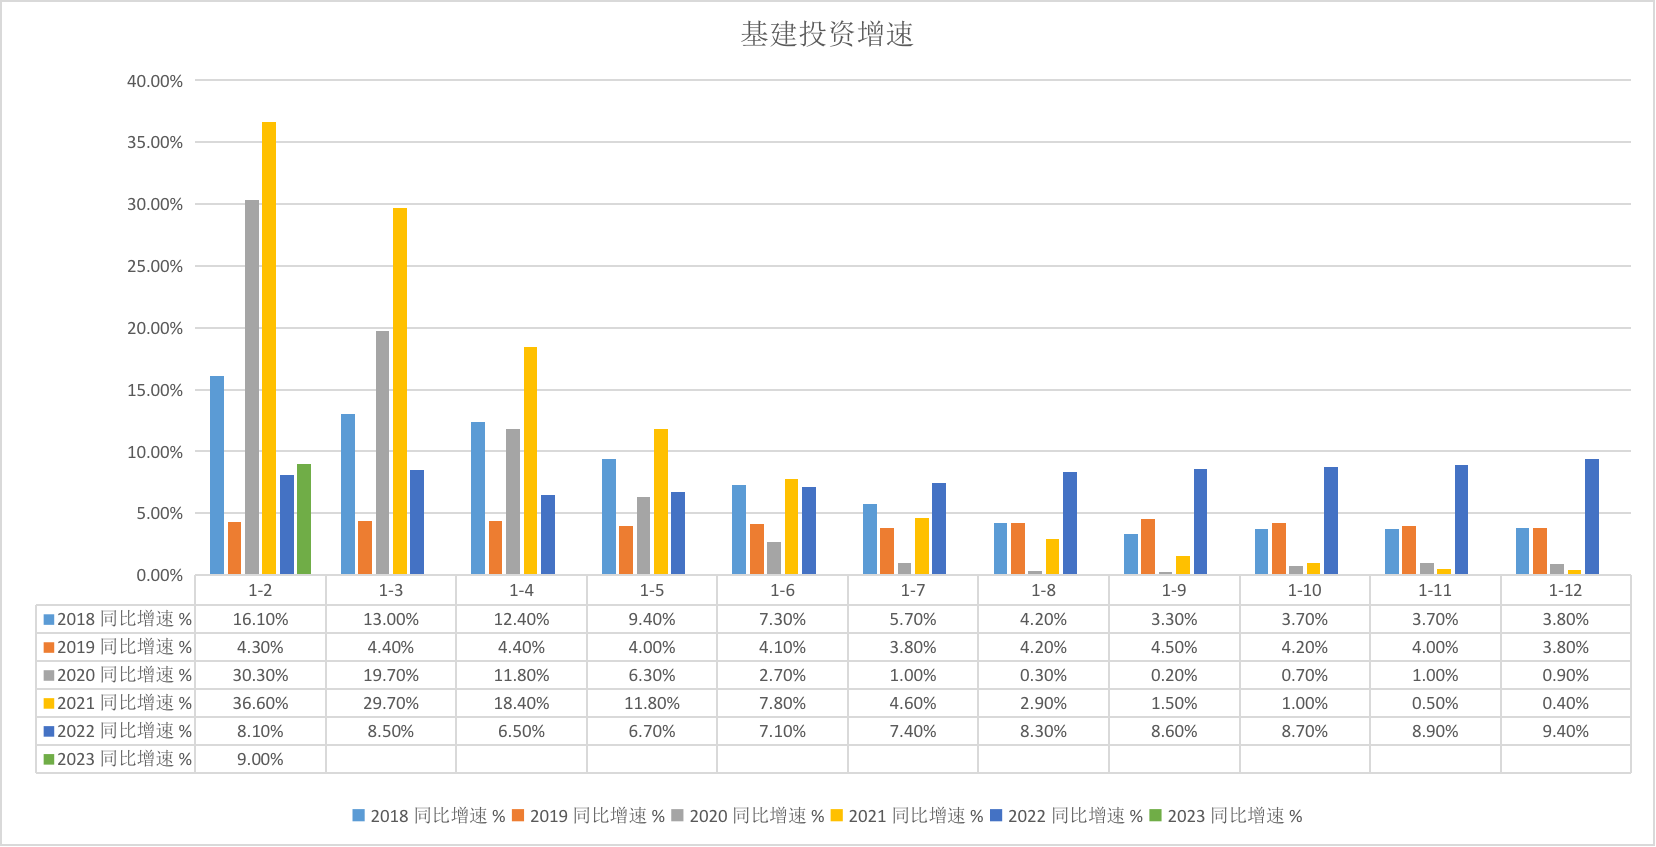 基建投资增速
40.00%
35.00%
30.00%
25.00%
20.00%
15.00%
10.00%
5.00%
0.00%
1-2 1-3 1-4 1-5 1-6 1-7 1-8 1-9 1-10 1-11 1-12
2018 同比增速 % 16.10% 13.00% 12.40% 9.40% 7.30% 5.70% 4.20% 3.30% 3.70% 3.70% 3.80%
2019 同比增速 % 4.30% 4.40% 4.40% 4.00% 4.10% 3.80% 4.20% 4.50% 4.20% 4.00% 3.80%
2020 同比增速 % 30.30% 19.70% 11.80% 6.30% 2.70% 1.00% 0.30% 0.20% 0.70% 1.00% 0.90%
2021 同比增速 % 36.60% 29.70% 18.40% 11.80% 7.80% 4.60% 2.90% 1.50% 1.00% 0.50% 0.40%
2022 同比增速 % 8.10% 8.50% 6.50% 6.70% 7.10% 7.40% 8.30% 8.60% 8.70% 8.90% 9.40%
2023 同比增速 % 9.00%
2018 同比增速 % 2019 同比增速 % 2020 同比增速 % 2021 同比增速 % 2022 同比增速 % 2023 同比增速 %